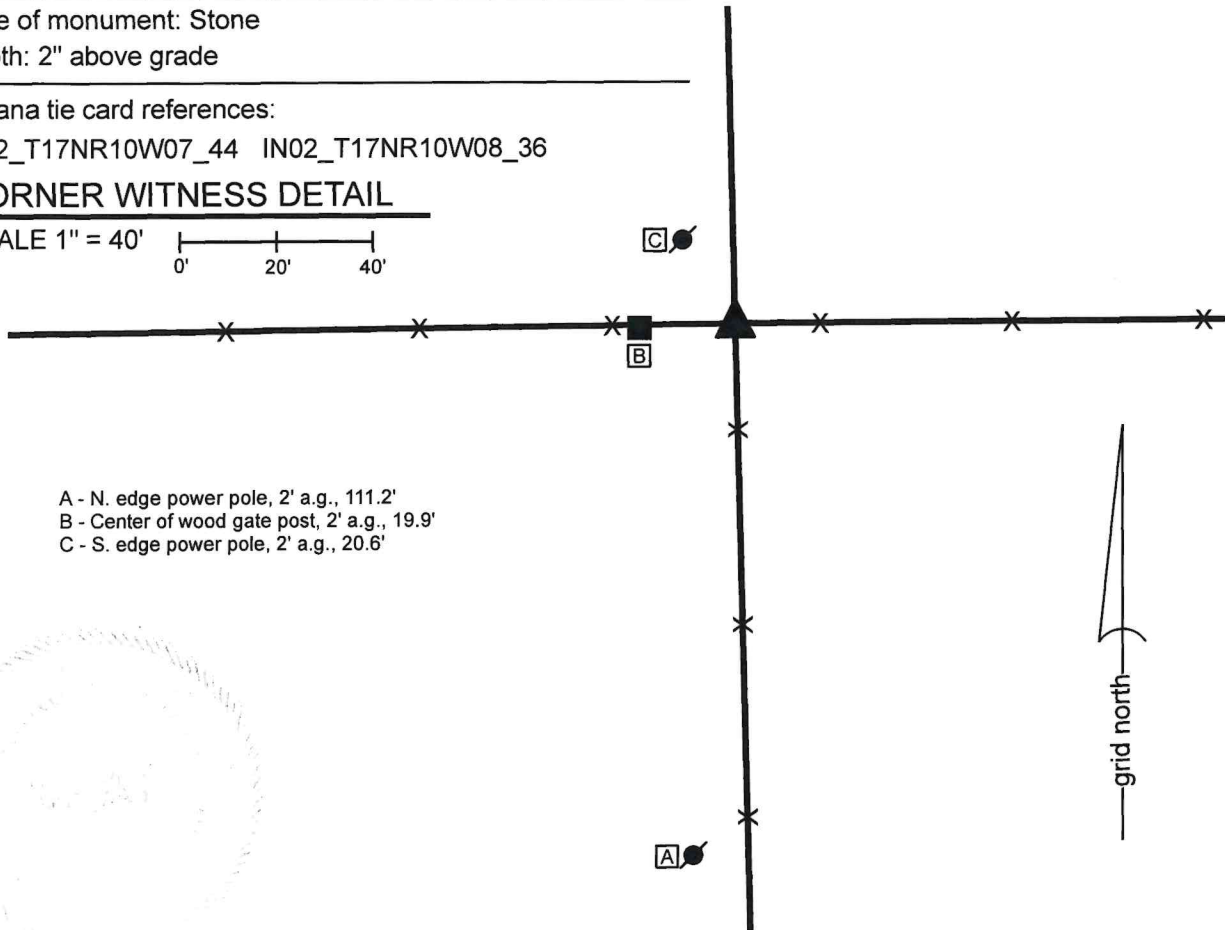 e of monument: Stone
th: 2" above grade
ana tie card references:
2_T17NR10W07_44 IN02_T17NR10W08_36
ORNER WITNESS DETAIL
ALE 1" = 40'
0' 20' 40'
C
B
A - N. edge power pole, 2' a.g., 111.2'
B - Center of wood gate post, 2' a.g., 19.9'
C - S. edge power pole, 2' a.g., 20.6'
grid north
A